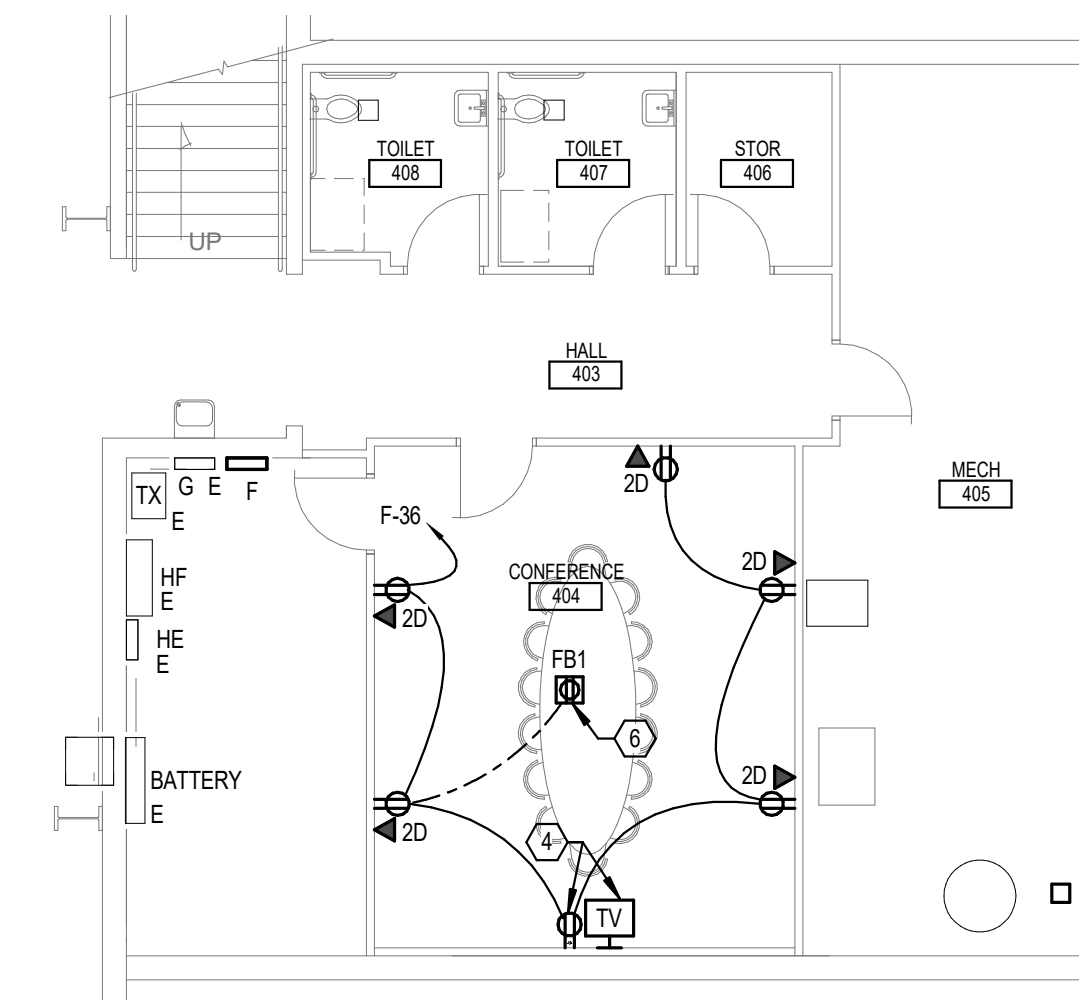 TOILET
408
TOILET
407
STOR
406
UP
HALL
403
MECH
405
G E F
TX
E
F-36
2D
HF
E
HE
E
BATTERY
E
CONFERENCE
404
2D
2D
FB1
6
2D
2D
4
TV